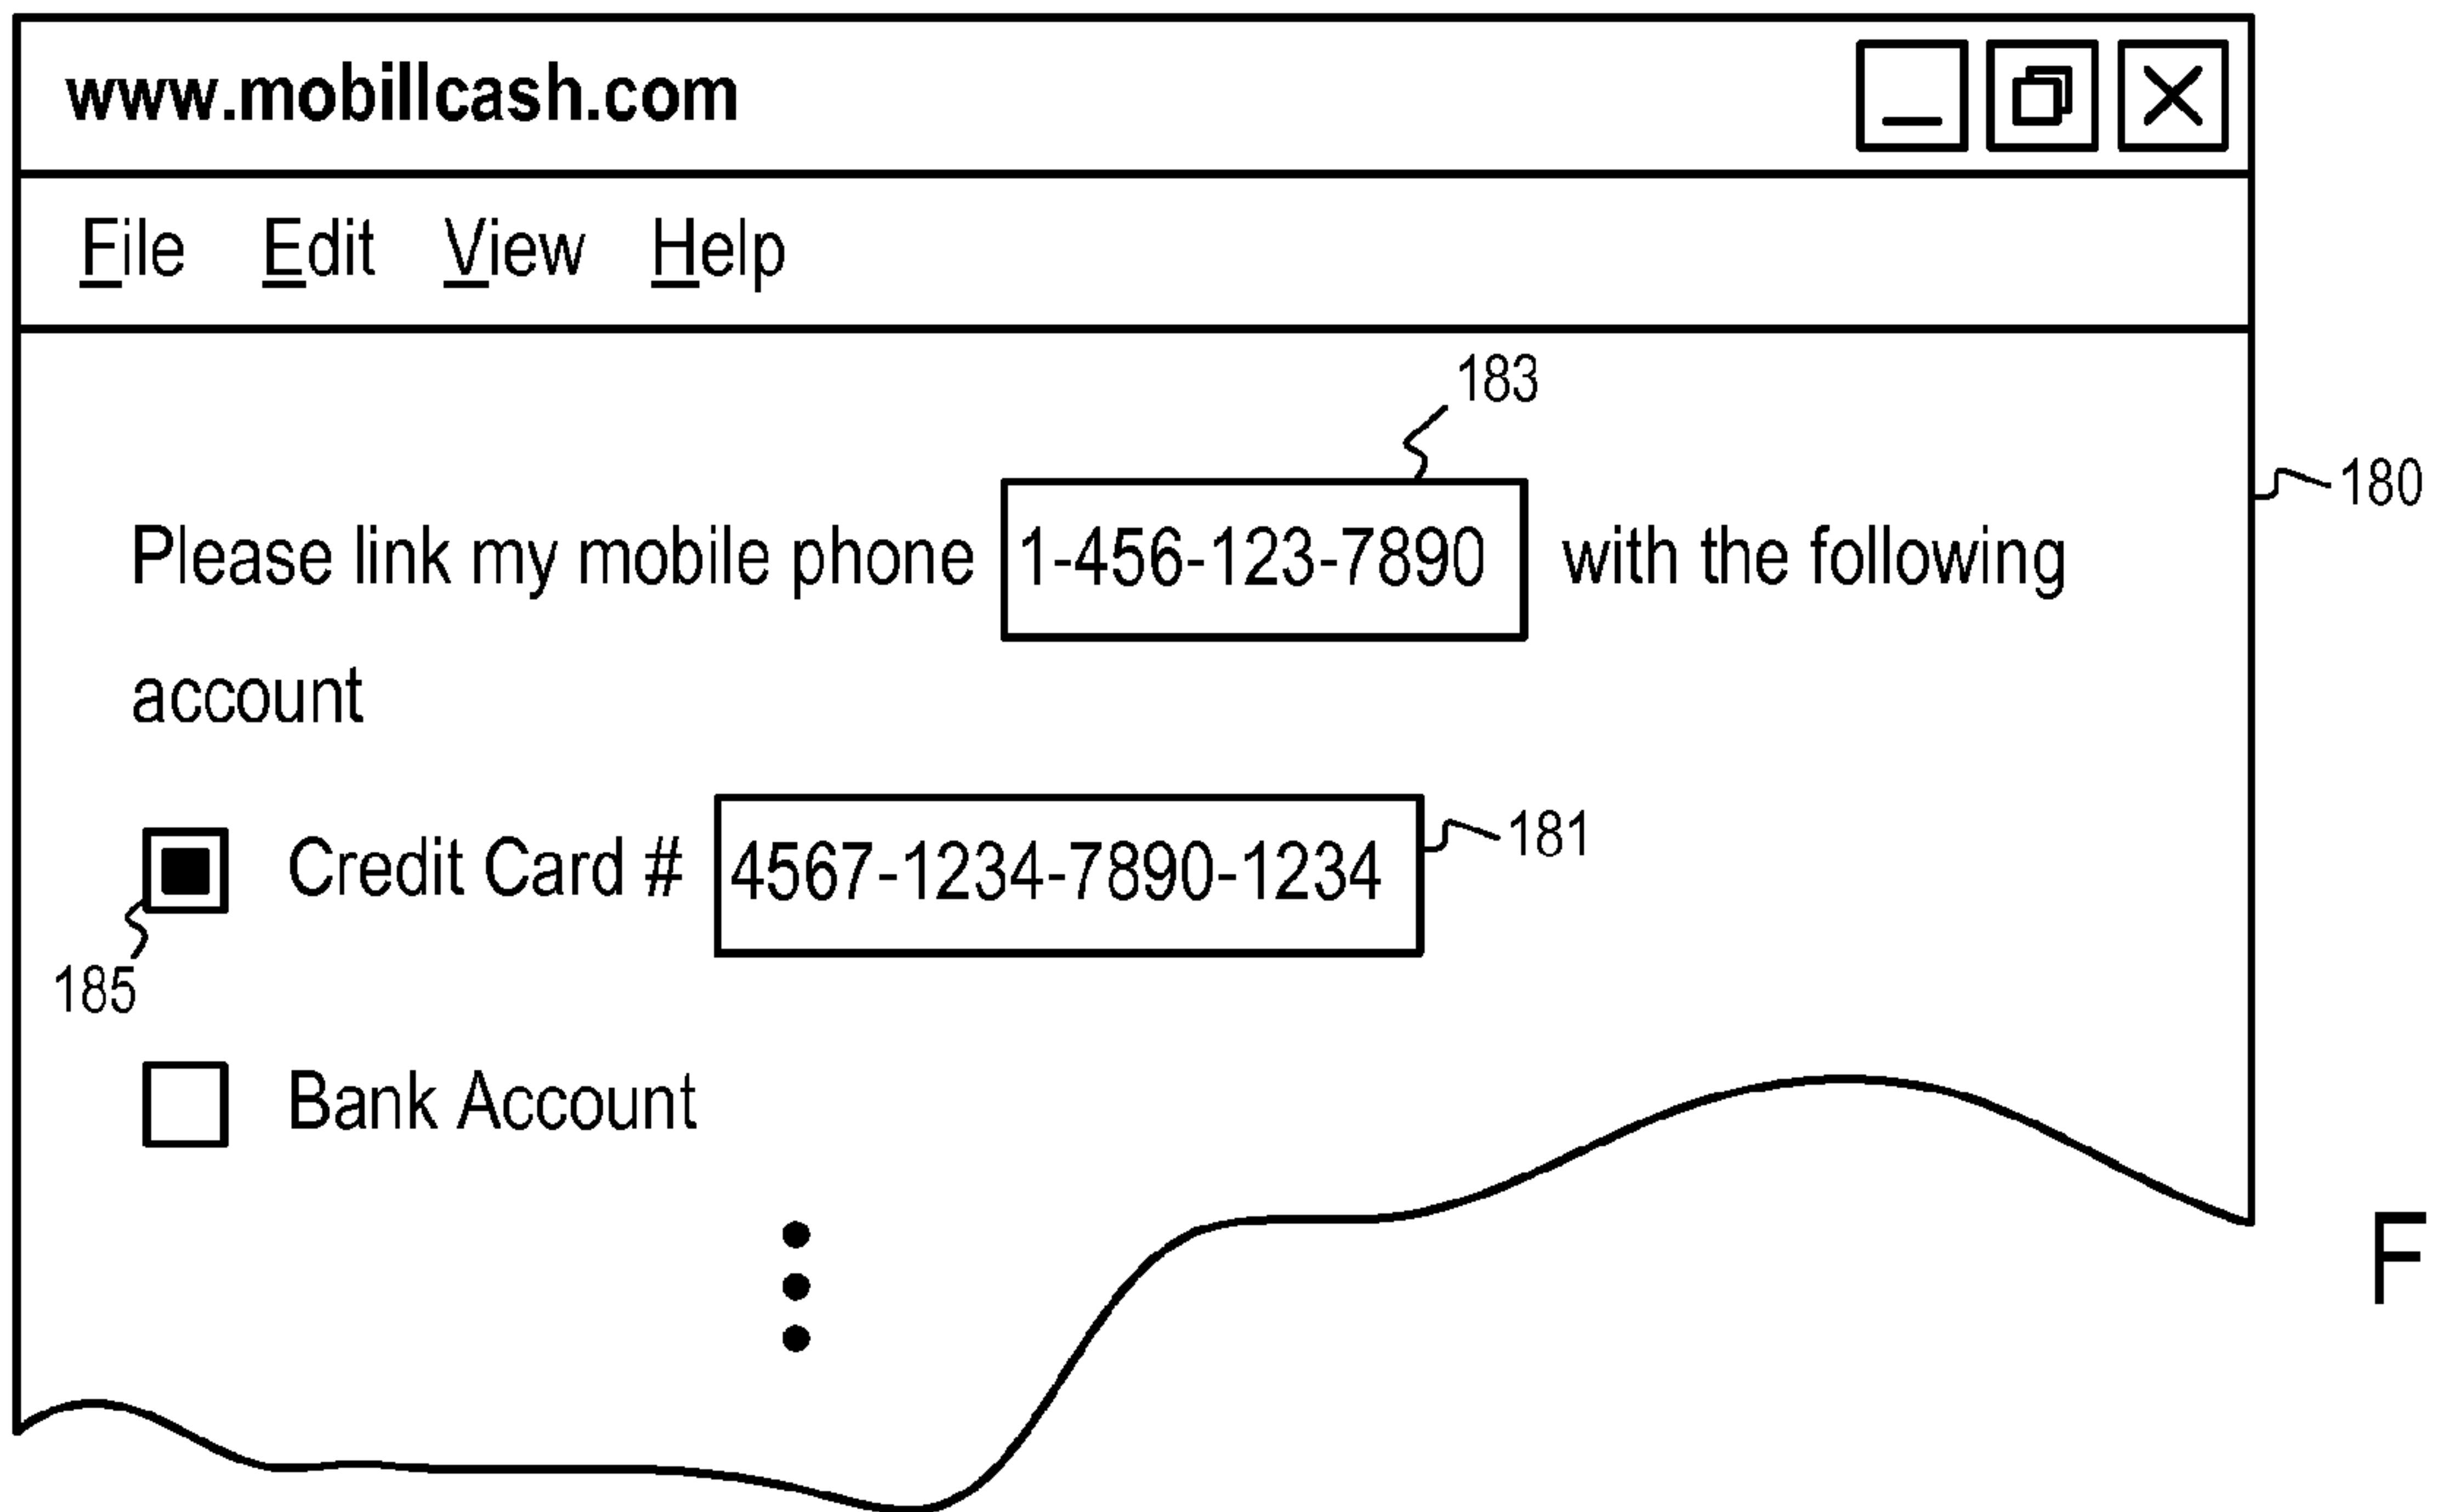 www.mobillcash.com
File Edit View Help
183
180
Please link my mobile phone 1-456-123-7890 with the following
account
Credit Card # 4567-1234-7890-1234 181
185
Bank Account
F